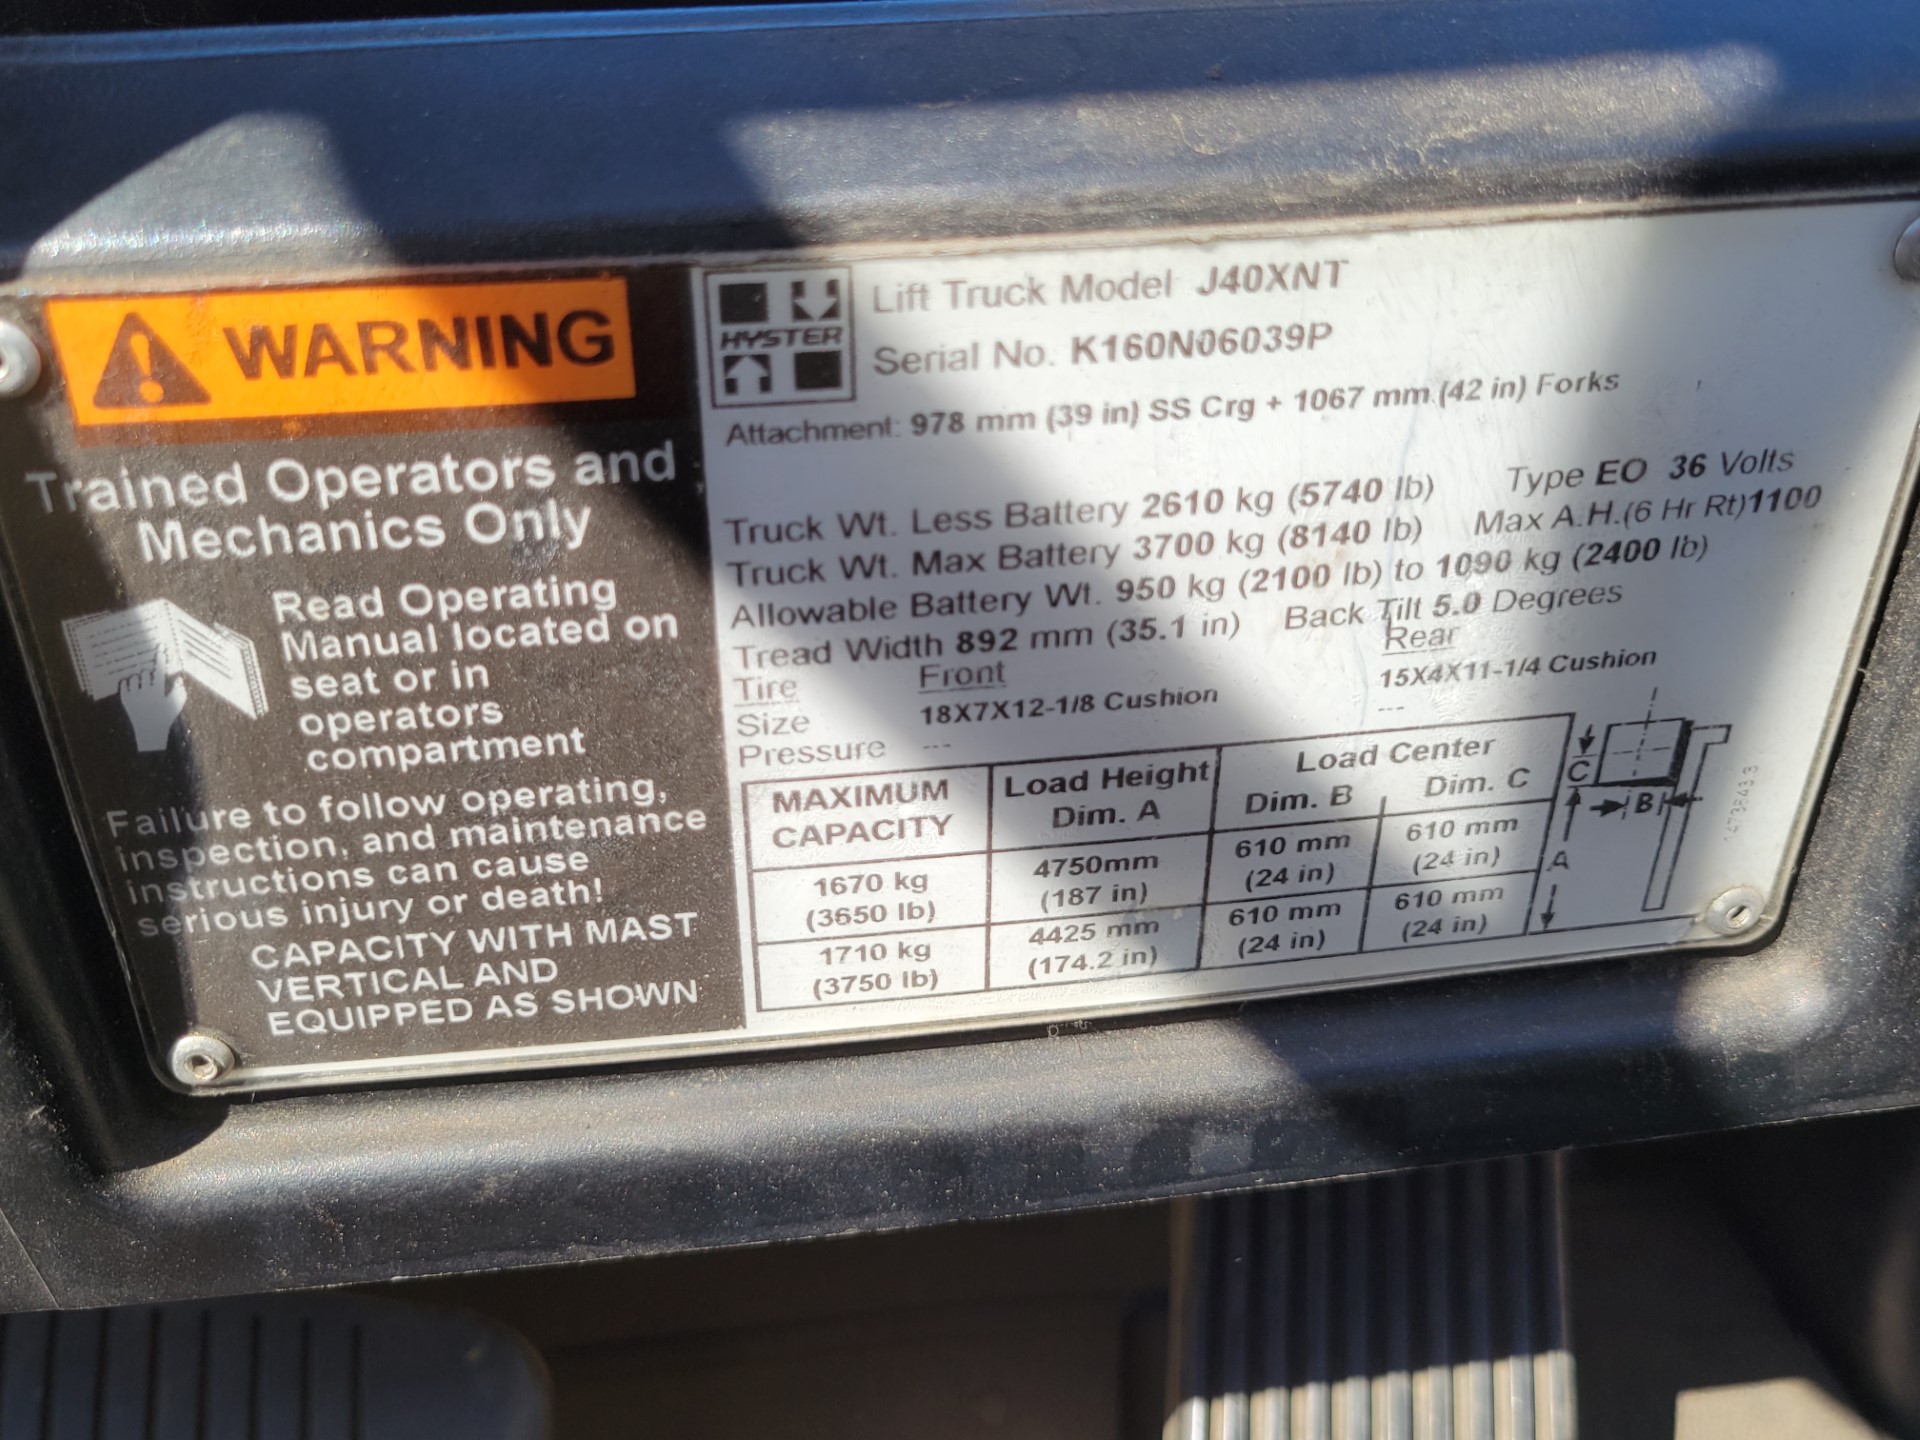 WARNING
Trained Operators and
Mechanics Only
Read Operating
Manual located on
seat or in
operators
compartment
Failure to follow operating,
inspection, and maintenance
instructions can cause
serious injury or death!
CAPACITY WITH MAST
VERTICAL AND
EQUIPPED AS SHOWN
HYSTER
Lift Truck Model J40XNT
Serial No. K160N06039P
Attachment: 978 mm (39 in) SS Crg + 1067 mm (42 in) Forks
Truck Wt. Less Battery 2610 kg (5740 lb) Type EO 36 Volts
Truck Wt. Max Battery 3700 kg (8140 lb) Max A.H.(6 Hr Rt)1100
Allowable Battery Wt. 950 kg (2100 lb) to 1090 kg (2400 lb)
Tread Width 892 mm (35.1 in) Back Tilt 5.0 Degrees
Tire Front Rear
Size 18X7X12-1/8 Cushion 15X4X11-1/4 Cushion
Pressure --- ---
MAXIMUM CAPACITY Load Height Dim. A Load Center Dim. B Dim. C
1670 kg 4750mm 610 mm 610 mm
(3650 lb) (187 in) (24 in) (24 in)
1710 kg 4425 mm 610 mm 610 mm
(3750 lb) (174.2 in) (24 in) (24 in)
C
B
A